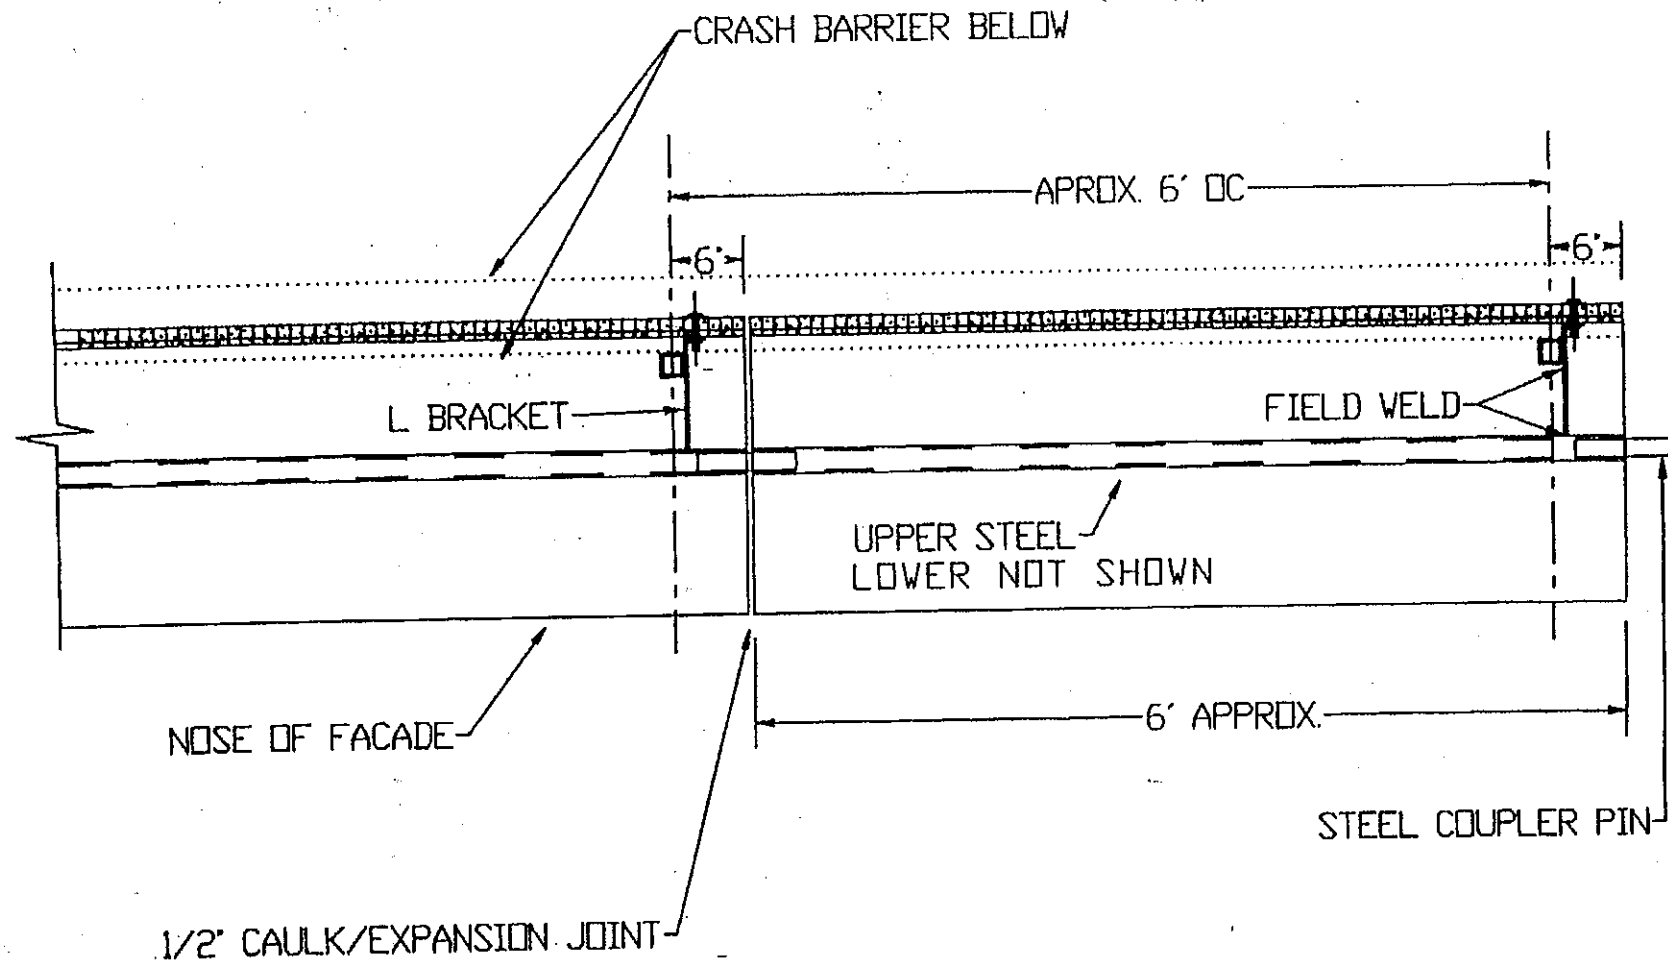 CRASH BARRIER BELOW
APROX. 6' OC
6"
6"
L BRACKET
FIELD WELD
UPPER STEEL
LOWER NOT SHOWN
NOSE OF FACADE
6' APPROX.
STEEL COUPLER PIN
1/2" CAULK/EXPANSION JOINT